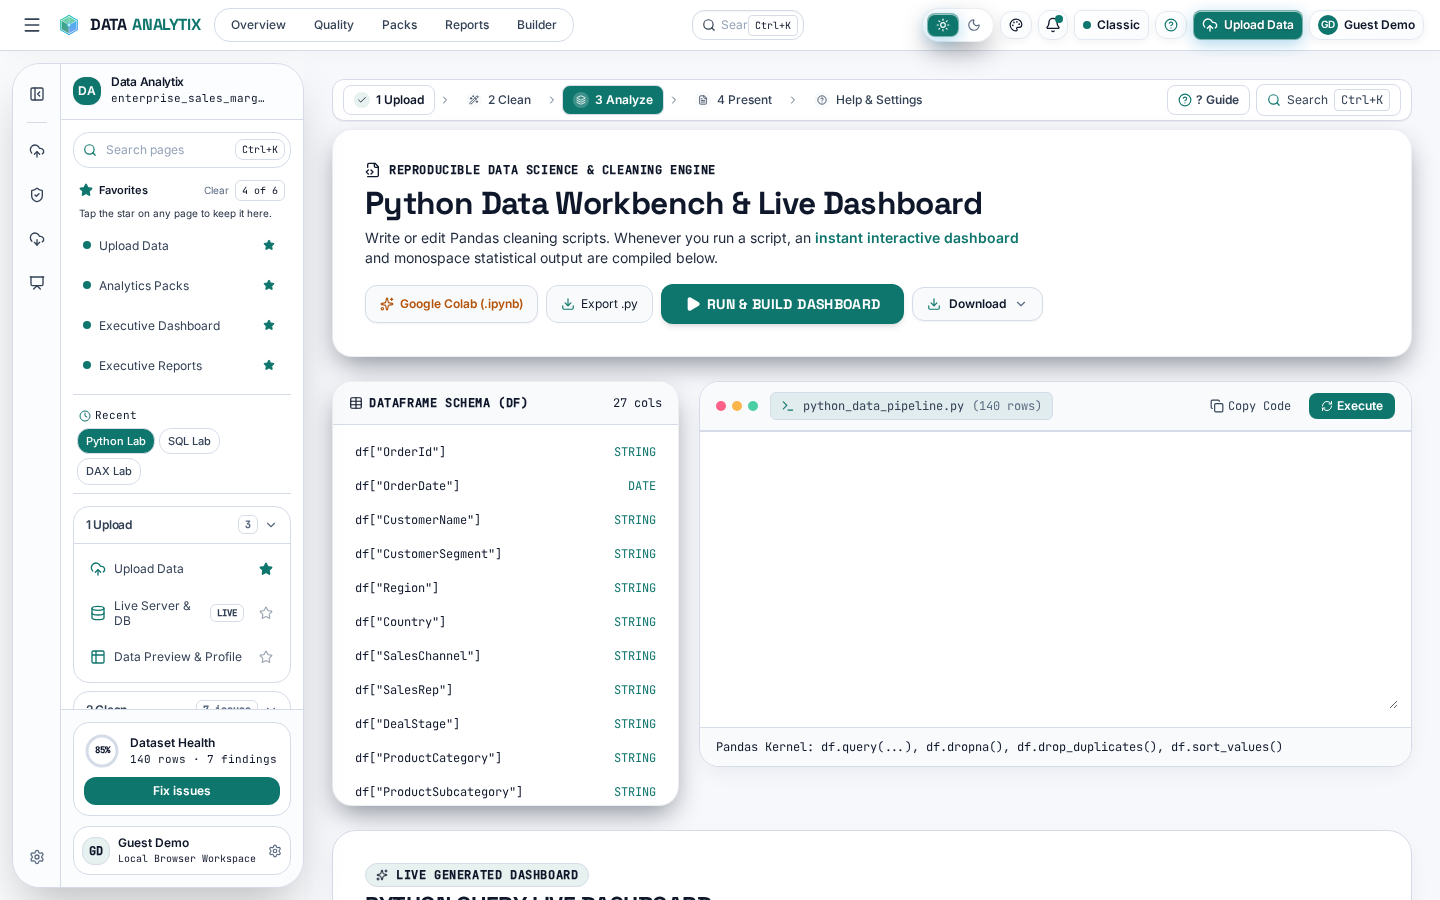 DATA ANALYTIX
Overview
Quality
Packs
Reports
Builder
Sear
Ctrl+K
Classic
Upload Data
GD
Guest Demo
DA
Data Analytix
enterprise_sales_marg…
Search pages
Ctrl+K
Favorites
Clear
4 of 6
Tap the star on any page to keep it here.
Upload Data
Analytics Packs
Executive Dashboard
Executive Reports
Recent
Python Lab
SQL Lab
DAX Lab
1 Upload
3
Upload Data
Live Server &
DB
LIVE
Data Preview & Profile
2 Clean
7 issues
85%
Dataset Health
140 rows · 7 findings
Fix issues
GD
Guest Demo
Local Browser Workspace
1 Upload
2 Clean
3 Analyze
4 Present
Help & Settings
? Guide
Search
Ctrl+K
REPRODUCIBLE DATA SCIENCE & CLEANING ENGINE
Python Data Workbench & Live Dashboard
Write or edit Pandas cleaning scripts. Whenever you run a script, an instant interactive dashboard
and monospace statistical output are compiled below.
Google Colab (.ipynb)
Export .py
RUN & BUILD DASHBOARD
Download
DATAFRAME SCHEMA (DF)
27 cols
df["OrderId"] STRING
df["OrderDate"] DATE
df["CustomerName"] STRING
df["CustomerSegment"] STRING
df["Region"] STRING
df["Country"] STRING
df["SalesChannel"] STRING
df["SalesRep"] STRING
df["DealStage"] STRING
df["ProductCategory"] STRING
df["ProductSubcategory"] STRING
python_data_pipeline.py (140 rows)
Copy Code
Execute
Pandas Kernel: df.query(...), df.dropna(), df.drop_duplicates(), df.sort_values()
LIVE GENERATED DASHBOARD
PYTHON QUERY LIVE DASHBOARD